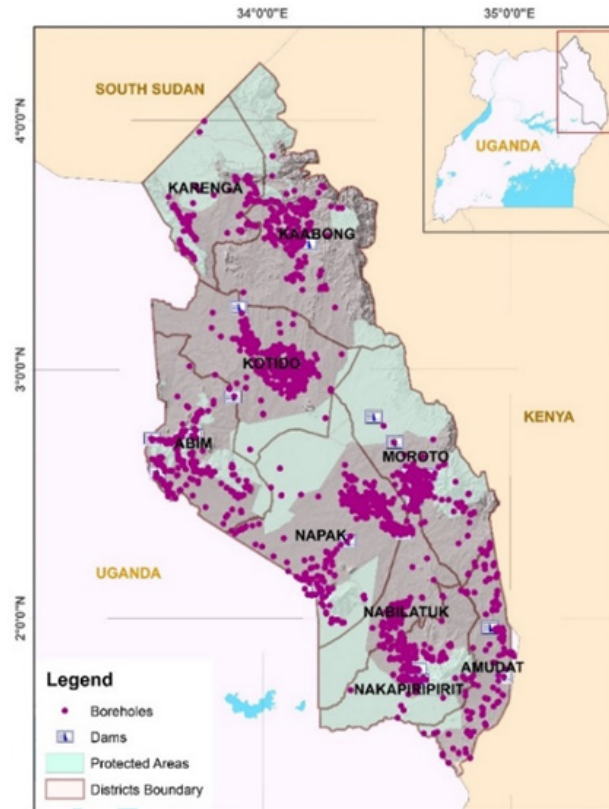 34°0'0"E
35°0'0"E
SOUTH SUDAN
4°0'0"N
UGANDA
KARENGA
KAABONG
KOTIDO
3°0'0"N
KENYA
ABIM
MOROTO
NAPAK
UGANDA
NABILATUK
2°0'0"N
AMUDAT
NAKAPIRIPIRIT
Legend
Boreholes
Dams
Protected Areas
Districts Boundary